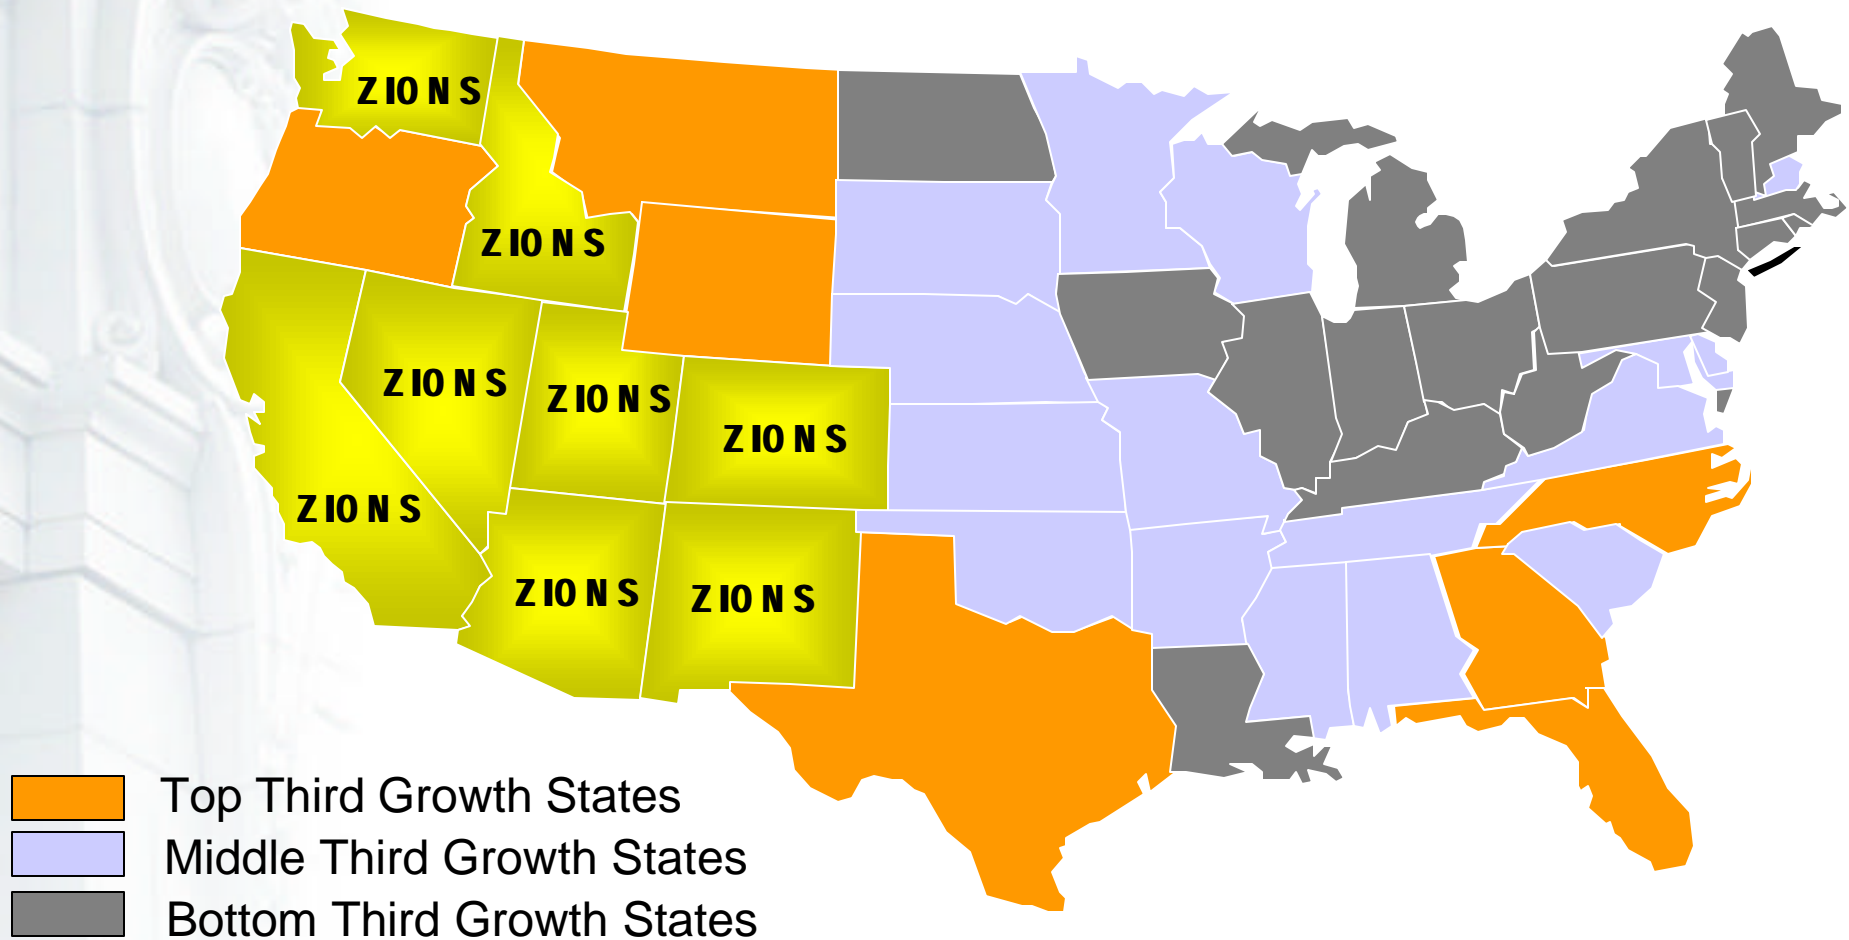 ZIONS
ZIONS
ZIONS
ZIONS
ZIONS
ZIONS
ZIONS
ZIONS
Top Third Growth States
Middle Third Growth States
Bottom Third Growth States